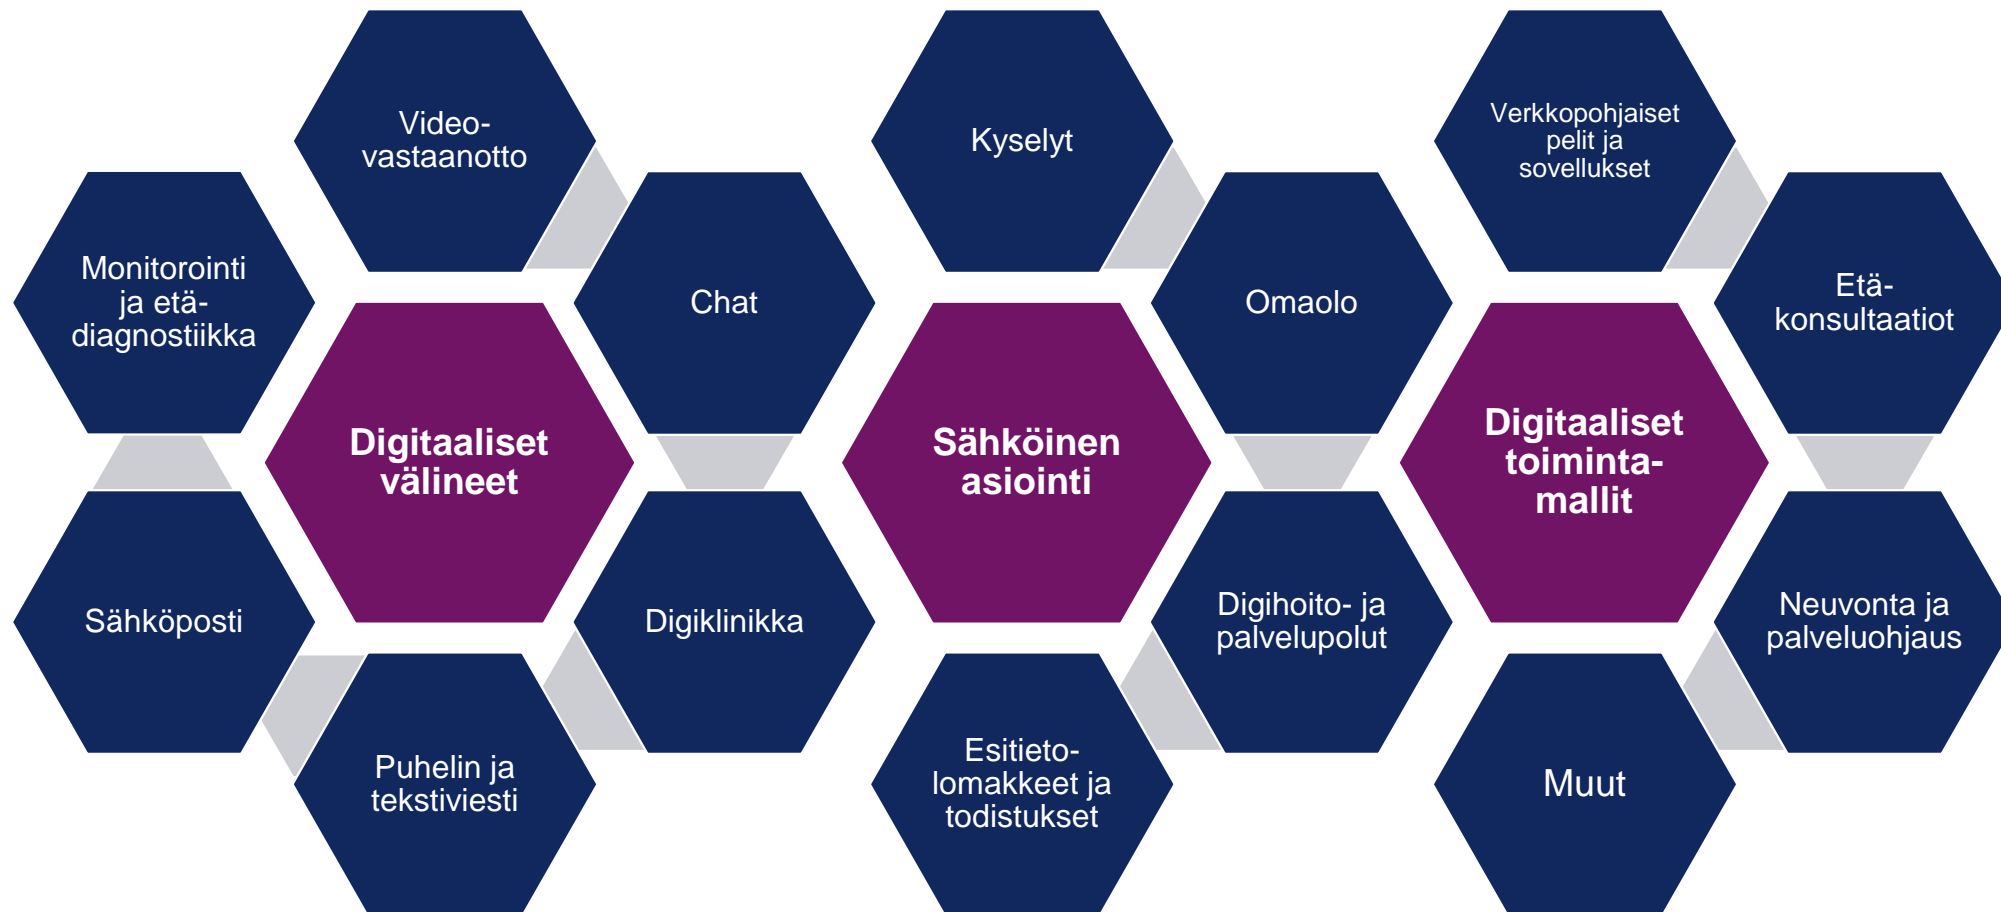 Video-
vastaanotto
Monitorointi
ja etä-
diagnostiikka
Chat
Digitaaliset
välineet
Sähköposti
Digiklinikka
Puhelin ja
tekstiviesti
Kyselyt
Omaolo
Sähköinen
asiointi
Digihoito- ja
palvelupolut
Esitieto-
lomakkeet ja
todistukset
Verkkopohjaiset
pelit ja
sovellukset
Etä-
konsultaatiot
Digitaaliset
toiminta-
mallit
Neuvonta ja
palveluohjaus
Muut